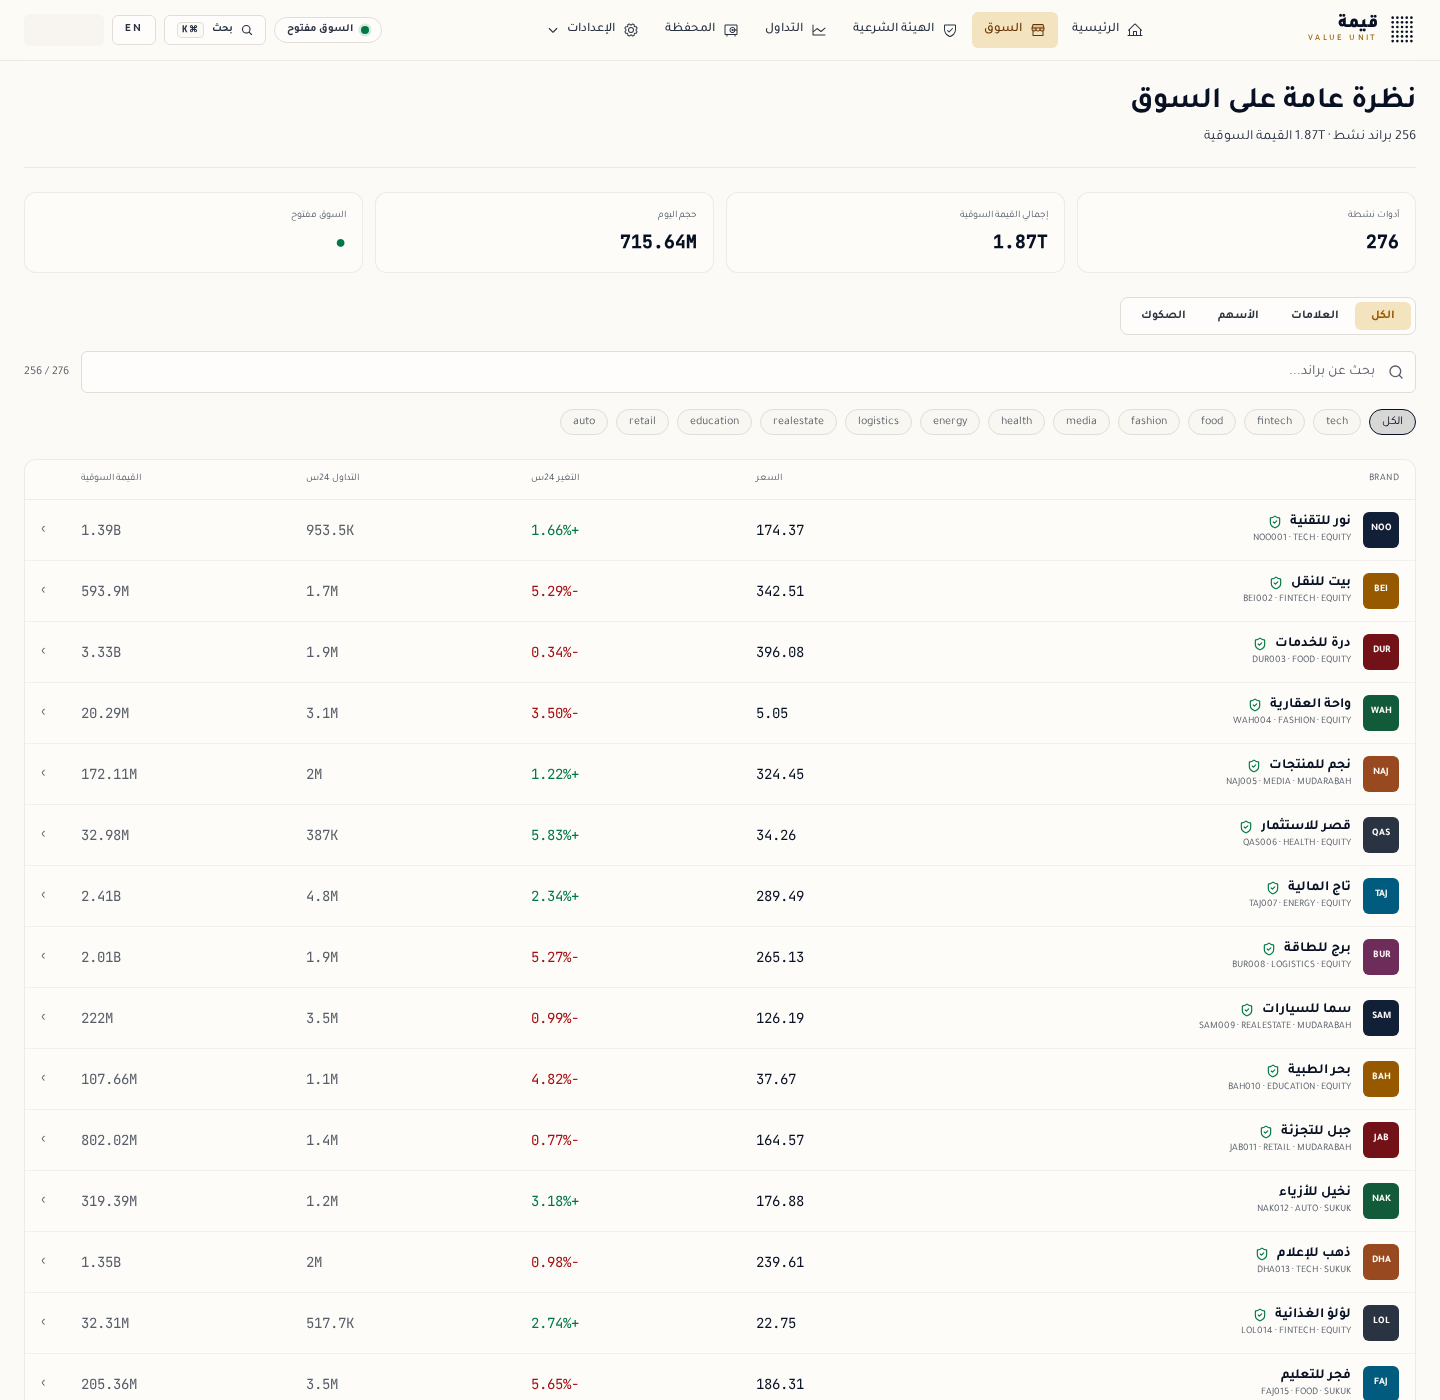 قيمة
VALUE UNIT
الرئيسية
السوق
الهيئة الشرعية
التداول
المحفظة
الإعدادات
السوق مفتوح
بحث ⌘K
EN
نظرة عامة على السوق
256 براند نشط · 1.87T القيمة السوقية
أدوات نشطة
276
إجمالي القيمة السوقية
1.87T
حجم اليوم
715.64M
السوق مفتوح
الكل العلامات الأسهم الصكوك
بحث عن براند...
256 / 276
الكل tech fintech food fashion media health energy logistics realestate education retail auto
BRAND السعر التغير 24س التداول 24س القيمة السوقية
NOO نور للتقنية 174.37 +1.66% 953.5K 1.39B
NOO001 · TECH · EQUITY
BEI بيت للنقل 342.51 -5.29% 1.7M 593.9M
BEI002 · FINTECH · EQUITY
DUR درة للخدمات 396.08 -0.34% 1.9M 3.33B
DUR003 · FOOD · EQUITY
WAH واحة العقارية 5.05 -3.50% 3.1M 20.29M
WAH004 · FASHION · EQUITY
NAJ نجم للمنتجات 324.45 +1.22% 2M 172.11M
NAJ005 · MEDIA · MUDARABAH
QAS قصر للاستثمار 34.26 +5.83% 387K 32.98M
QAS006 · HEALTH · EQUITY
TAJ تاج المالية 289.49 +2.34% 4.8M 2.41B
TAJ007 · ENERGY · EQUITY
BUR برج للطاقة 265.13 -5.27% 1.9M 2.01B
BUR008 · LOGISTICS · EQUITY
SAM سما للسيارات 126.19 -0.99% 3.5M 222M
SAM009 · REALESTATE · MUDARABAH
BAH بحر الطبية 37.67 -4.82% 1.1M 107.66M
BAH010 · EDUCATION · EQUITY
JAB جبل للتجزئة 164.57 -0.77% 1.4M 802.02M
JAB011 · RETAIL · MUDARABAH
NAK نخيل للأزياء 176.88 +3.18% 1.2M 319.39M
NAK012 · AUTO · SUKUK
DHA ذهب للإعلام 239.61 -0.98% 2M 1.35B
DHA013 · TECH · SUKUK
LOL لؤلؤ الغذائية 22.75 +2.74% 517.7K 32.31M
LOL014 · FINTECH · EQUITY
FAJ فجر للتعليم 186.31 -5.65% 3.5M 205.36M
FAJ015 · FOOD · SUKUK